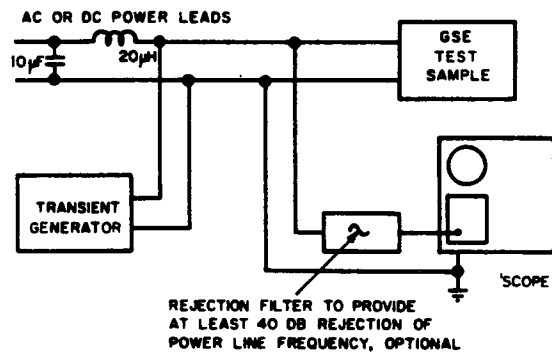 AC OR DC POWER LEADS
10µF
20µH
GSE
TEST
SAMPLE
TRANSIENT
GENERATOR
'SCOPE
REJECTION FILTER TO PROVIDE
AT LEAST 40 DB REJECTION OF
POWER LINE FREQUENCY, OPTIONAL